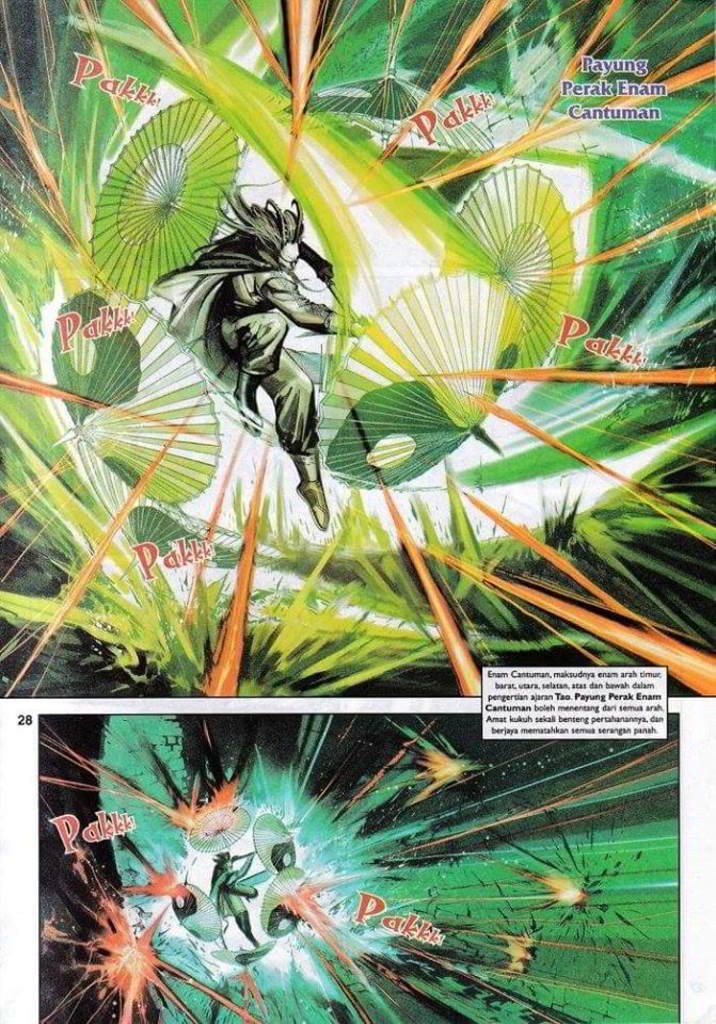 Payung
Perak Enam
Cantuman
Pakkk!
Pakkk!
Pakkk!
Pakkk!
Pakkk!
Enam Cantuman, maksudnya enam arah timur,
barat, utara, selatan, atas dan bawah dalam
pengertian ajaran Tao. Payung Perak Enam
Cantuman boleh menentang dari semua arah.
Amat kukuh sekali benteng pertahanannya, dan
berjaya mematahkan semua serangan panah.
28
Pakkk!
Pakkk!